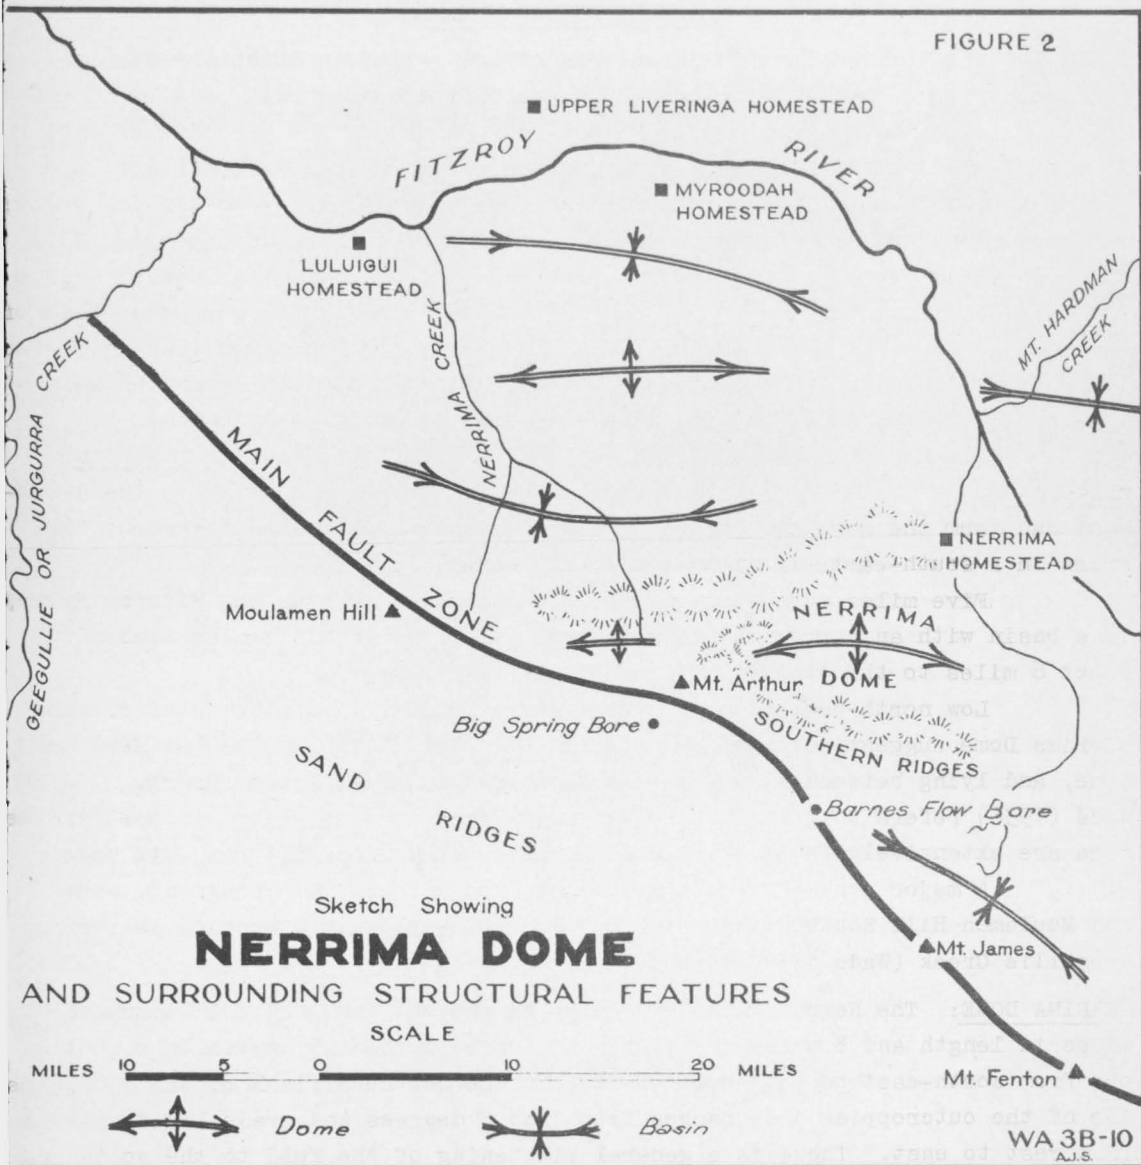 FIGURE 2
UPPER LIVERINGA HOMESTEAD
FITZROY RIVER
MYROODAH
HOMESTEAD
LULUIGUI
HOMESTEAD
MT. HARDMAN
CREEK
NERRIMA CREEK
GEEGULLIE OR JURGURRA CREEK
MAIN FAULT ZONE
NERRIMA
HOMESTEAD
Moulamen Hill
NERRIMA
DOME
Mt. Arthur
Big Spring Bore
SOUTHERN RIDGES
SAND RIDGES
Barnes Flow Bore
Mt. James
Mt Fenton
Sketch Showing
NERRIMA DOME
AND SURROUNDING STRUCTURAL FEATURES
SCALE
MILES 10 5 0 10 20 MILES
Dome
Basin
WA 3B-10
A.J.S.